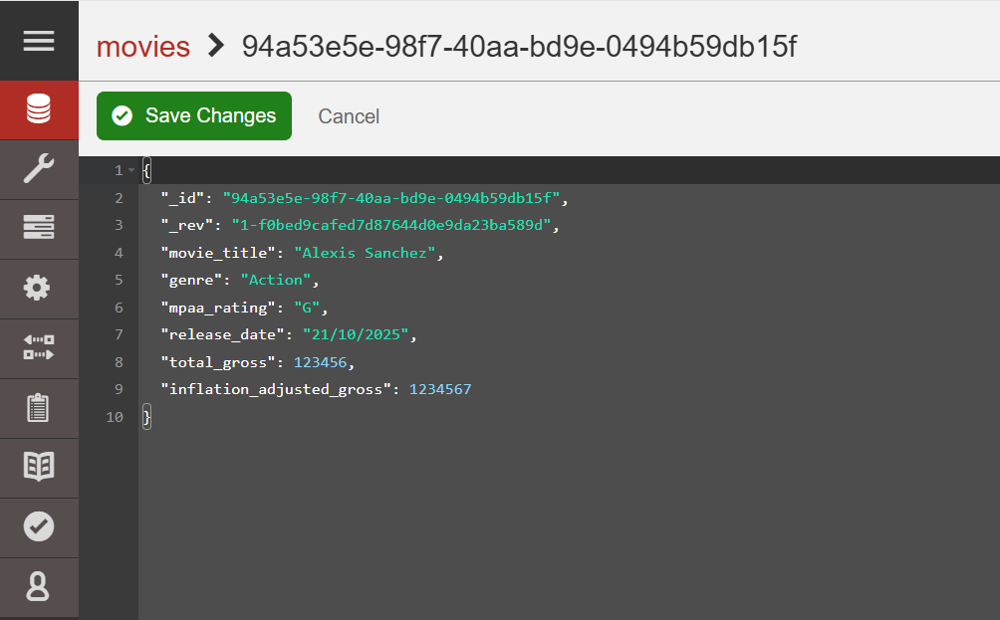 movies > 94a53e5e-98f7-40aa-bd9e-0494b59db15f
Save Changes Cancel
1 {
2 "_id": "94a53e5e-98f7-40aa-bd9e-0494b59db15f",
3 "_rev": "1-f0bed9cafed7d87644d0e9da23ba589d",
4 "movie_title": "Alexis Sanchez",
5 "genre": "Action",
6 "mpaa_rating": "G",
7 "release_date": "21/10/2025",
8 "total_gross": 123456,
9 "inflation_adjusted_gross": 1234567
10 }